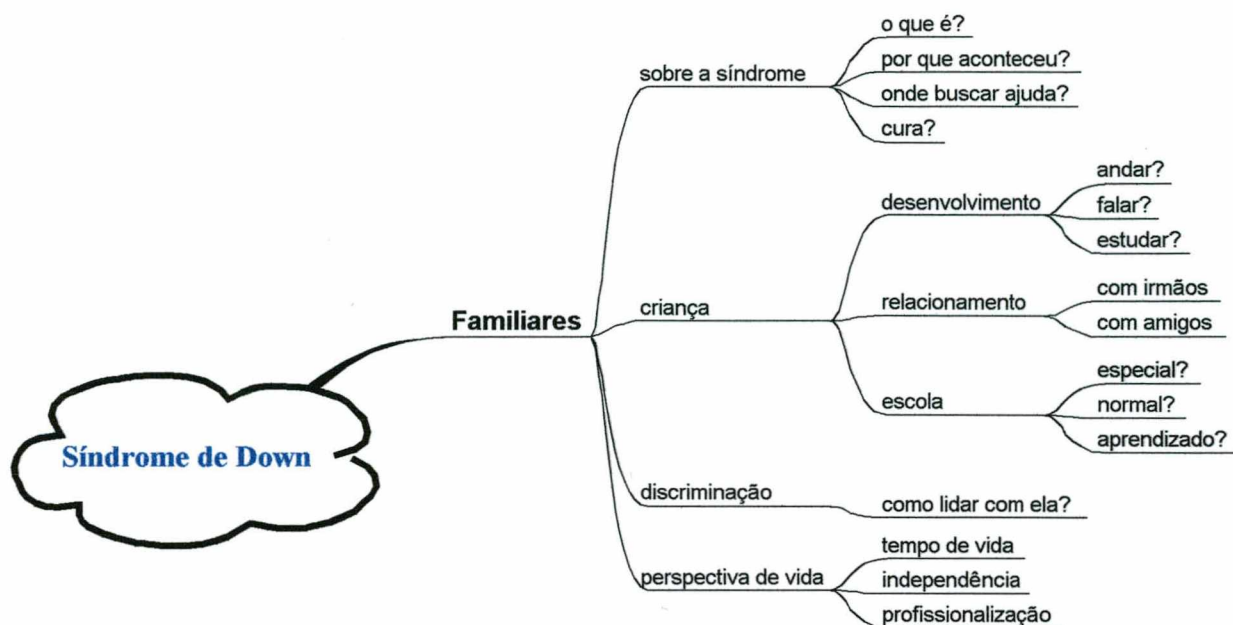 Síndrome de Down
Familiares
sobre a síndrome
o que é?
por que aconteceu?
onde buscar ajuda?
cura?
criança
desenvolvimento
andar?
falar?
estudar?
relacionamento
com irmãos
com amigos
escola
especial?
normal?
aprendizado?
discriminação
como lidar com ela?
perspectiva de vida
tempo de vida
independência
profissionalização